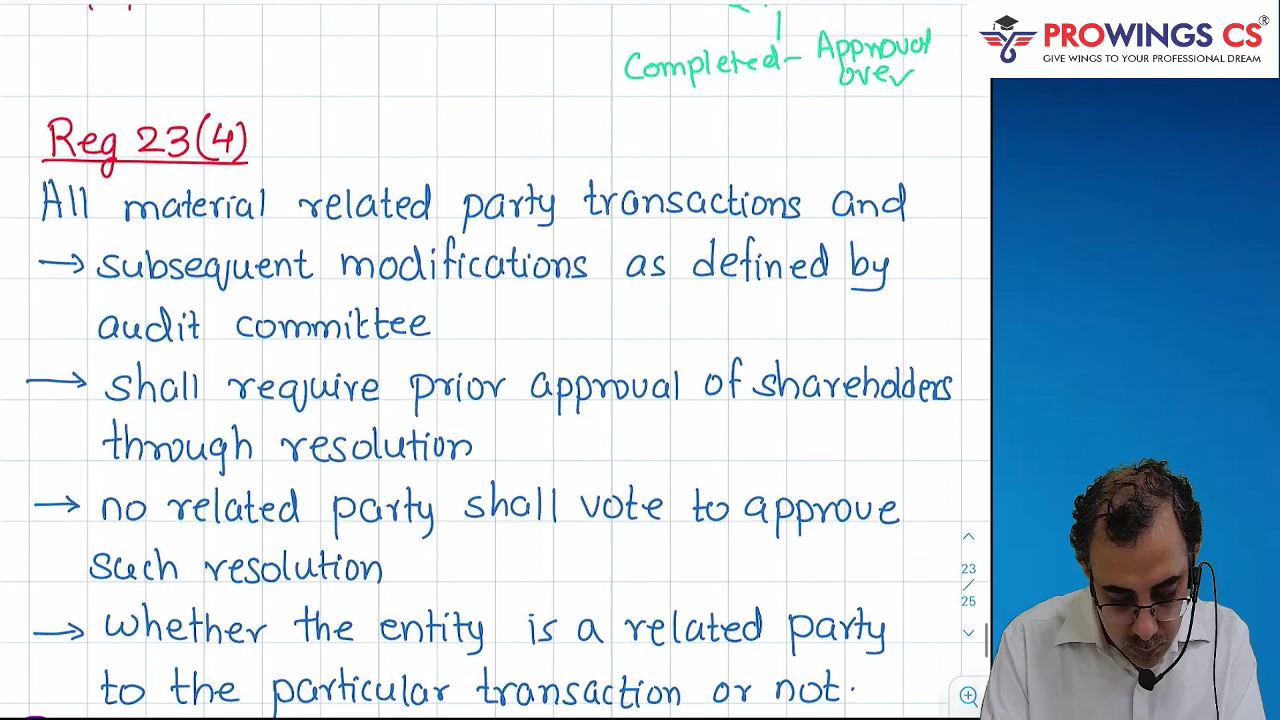 PROWINGS CS®
GIVE WINGS TO YOUR PROFESSIONAL DREAM
Completed - Approval
over
Reg 23(4)
All material related party transactions and
→ subsequent modifications as defined by
audit committee
→ shall require prior approval of shareholders
through resolution
→ no related party shall vote to approve
such resolution
→ whether the entity is a related party
to the particular transaction or not.
23
/
25